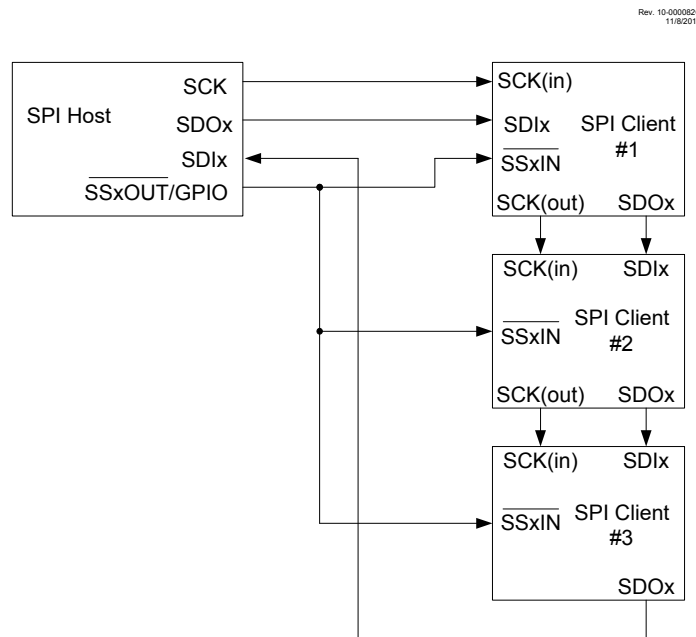 Rev. 10-000082
11/8/201
SPI Host
SCK
SDOx
SDIx
SSxOUT/GPIO
SCK(in)
SDIx
SPI Client
#1
SSxIN
SCK(out) SDOx
SCK(in) SDIx
SSxIN
SPI Client
#2
SCK(out) SDOx
SCK(in) SDIx
SSxIN
SPI Client
#3
SDOx